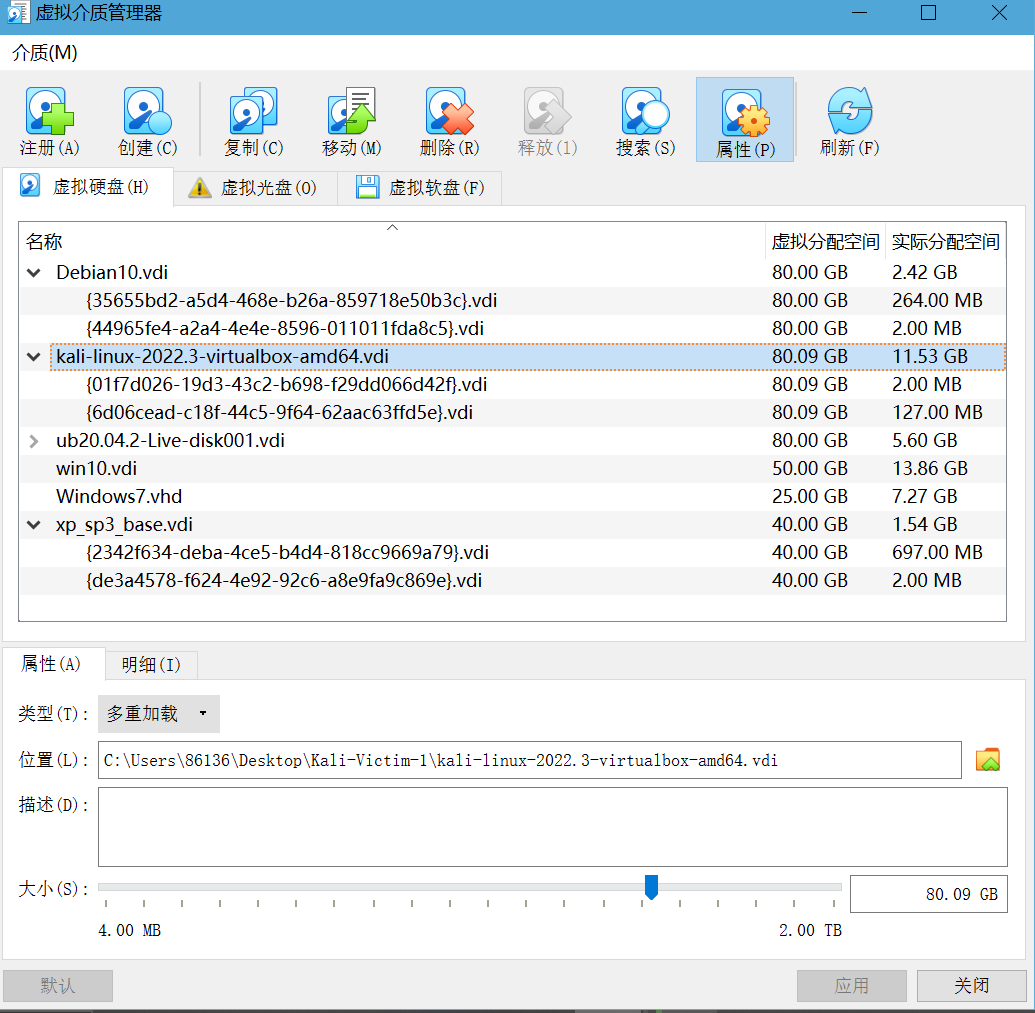 虚拟介质管理器
介质(M)
注册(A) 创建(C) 复制(C) 移动(M) 删除(R) 释放(1) 搜索(S) 属性(P) 刷新(F)
虚拟硬盘(H) 虚拟光盘(O) 虚拟软盘(F)
名称 虚拟分配空间 实际分配空间
Debian10.vdi 80.00 GB 2.42 GB
{35655bd2-a5d4-468e-b26a-859718e50b3c}.vdi 80.00 GB 264.00 MB
{44965fe4-a2a4-4e4e-8596-011011fda8c5}.vdi 80.00 GB 2.00 MB
kali-linux-2022.3-virtualbox-amd64.vdi 80.09 GB 11.53 GB
{01f7d026-19d3-43c2-b698-f29dd066d42f}.vdi 80.09 GB 2.00 MB
{6d06cead-c18f-44c5-9f64-62aac63ffd5e}.vdi 80.09 GB 127.00 MB
ub20.04.2-Live-disk001.vdi 80.00 GB 5.60 GB
win10.vdi 50.00 GB 13.86 GB
Windows7.vhd 25.00 GB 7.27 GB
xp_sp3_base.vdi 40.00 GB 1.54 GB
{2342f634-deba-4ce5-b4d4-818cc9669a79}.vdi 40.00 GB 697.00 MB
{de3a4578-f624-4e92-92c6-a8e9fa9c869e}.vdi 40.00 GB 2.00 MB
属性(A) 明细(I)
类型(T): 多重加载
位置(L): C:\Users\86136\Desktop\Kali-Victim-1\kali-linux-2022.3-virtualbox-amd64.vdi
描述(D):
大小(S): 80.09 GB
4.00 MB 2.00 TB
默认 应用 关闭